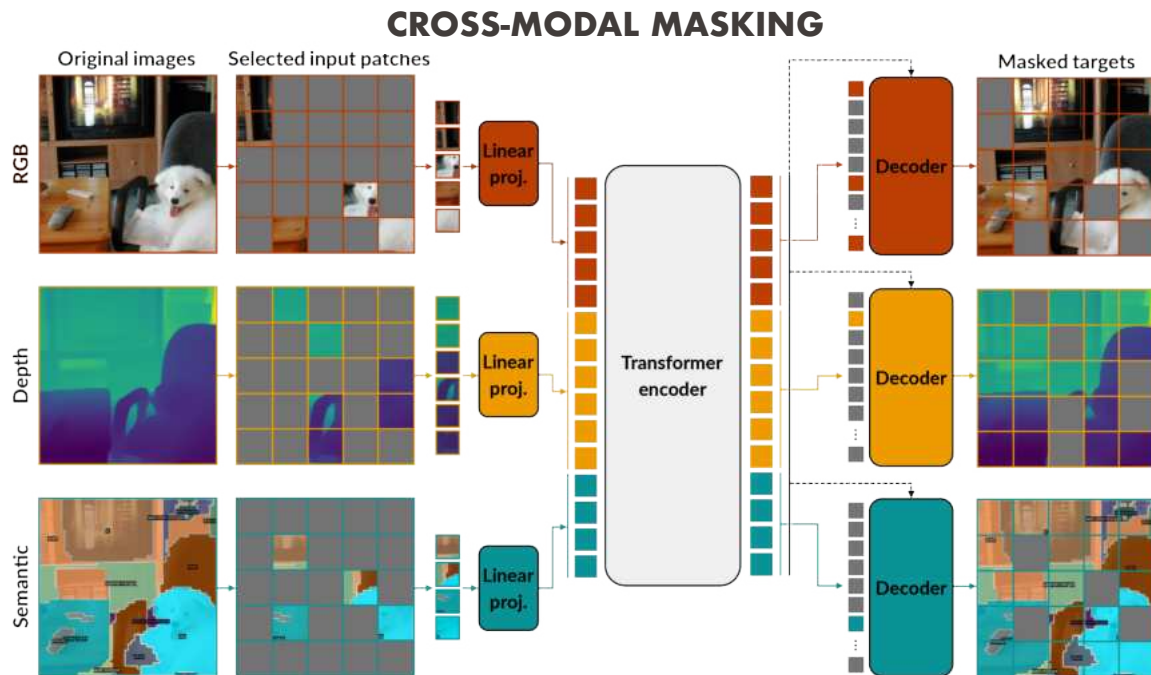 CROSS-MODAL MASKING
Original images
Selected input patches
Masked targets
RGB
Linear
proj.
Decoder
Depth
Linear
proj.
Transformer
encoder
Decoder
Semantic
Linear
proj.
Decoder